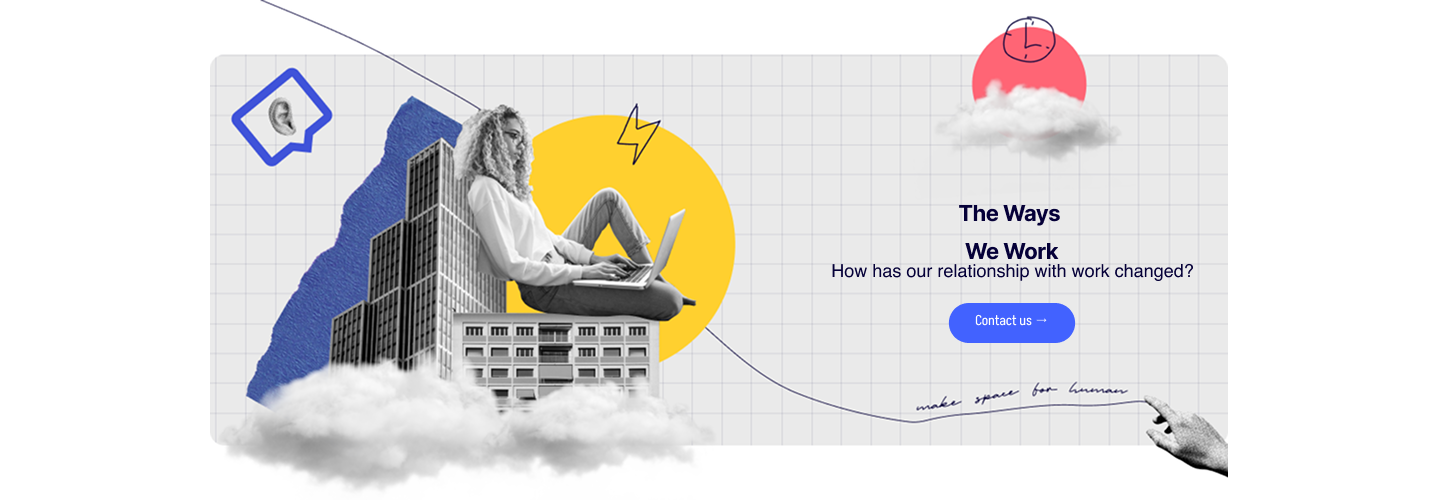 The Ways
We Work
How has our relationship with work changed?
Contact us →
make space for human